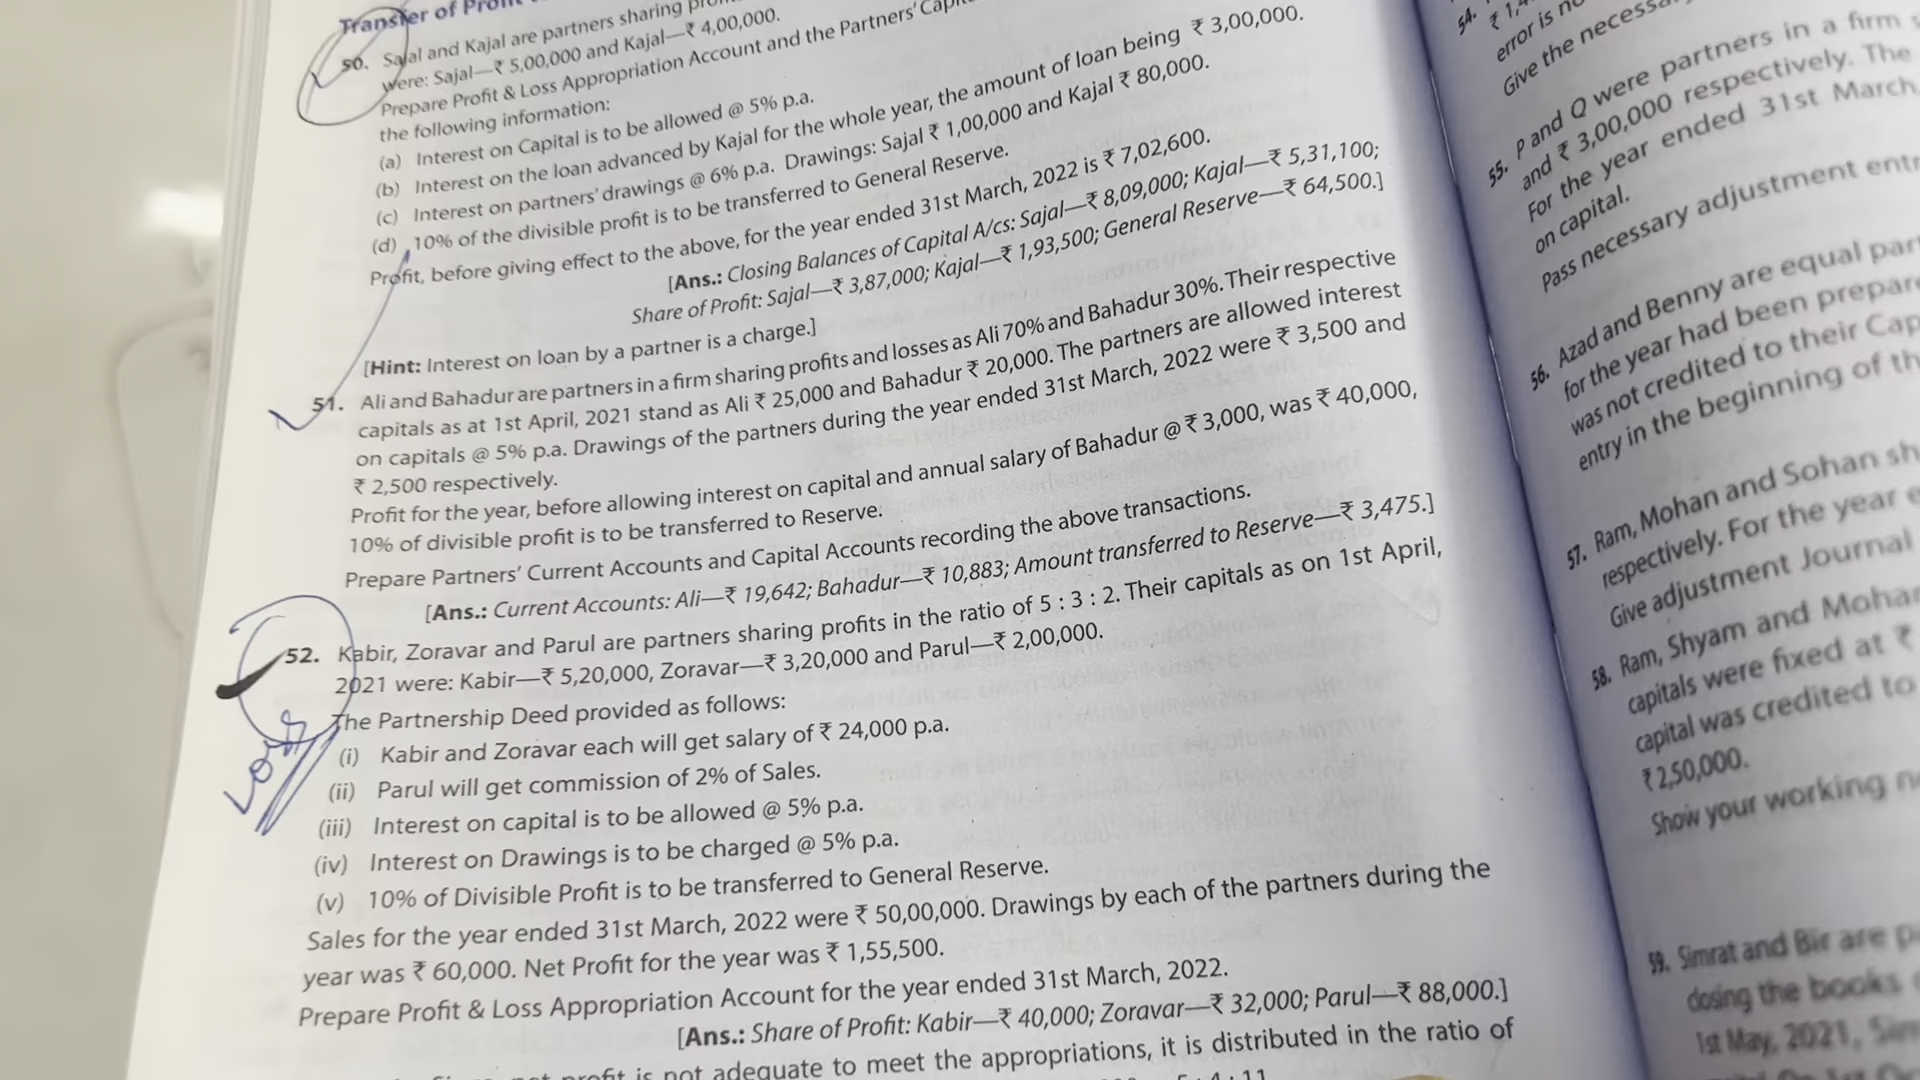 Transfer of
50. Sajal and Kajal are partners sharing
were: Sajal—₹ 5,00,000 and Kajal—₹ 4,00,000.
Prepare Profit & Loss Appropriation Account and the Partners'
the following information:
(a) Interest on Capital is to be allowed @ 5% p.a.
(b) Interest on the loan advanced by Kajal for the whole year, the amount of loan being ₹ 3,00,000.
(c) Interest on partners' drawings @ 6% p.a. Drawings: Sajal ₹ 1,00,000 and Kajal ₹ 80,000.
(d) 10% of the divisible profit is to be transferred to General Reserve.
Profit, before giving effect to the above, for the year ended 31st March, 2022 is ₹ 7,02,600.
[Ans.: Closing Balances of Capital A/cs: Sajal—₹ 8,09,000; Kajal—₹ 5,31,100;
Share of Profit: Sajal—₹ 3,87,000; Kajal—₹ 1,93,500; General Reserve—₹ 64,500.]
[Hint: Interest on loan by a partner is a charge.]
51. Ali and Bahadur are partners in a firm sharing profits and losses as Ali 70% and Bahadur 30%. Their respective
capitals as at 1st April, 2021 stand as Ali ₹ 25,000 and Bahadur ₹ 20,000. The partners are allowed interest
on capitals @ 5% p.a. Drawings of the partners during the year ended 31st March, 2022 were ₹ 3,500 and
₹ 2,500 respectively.
Profit for the year, before allowing interest on capital and annual salary of Bahadur @ ₹ 3,000, was ₹ 40,000,
10% of divisible profit is to be transferred to Reserve.
Prepare Partners' Current Accounts and Capital Accounts recording the above transactions.
[Ans.: Current Accounts: Ali—₹ 19,642; Bahadur—₹ 10,883; Amount transferred to Reserve—₹ 3,475.]
52. Kabir, Zoravar and Parul are partners sharing profits in the ratio of 5 : 3 : 2. Their capitals as on 1st April,
2021 were: Kabir—₹ 5,20,000, Zoravar—₹ 3,20,000 and Parul—₹ 2,00,000.
The Partnership Deed provided as follows:
(i) Kabir and Zoravar each will get salary of ₹ 24,000 p.a.
(ii) Parul will get commission of 2% of Sales.
(iii) Interest on capital is to be allowed @ 5% p.a.
(iv) Interest on Drawings is to be charged @ 5% p.a.
(v) 10% of Divisible Profit is to be transferred to General Reserve.
Sales for the year ended 31st March, 2022 were ₹ 50,00,000. Drawings by each of the partners during the
year was ₹ 60,000. Net Profit for the year was ₹ 1,55,500.
Prepare Profit & Loss Appropriation Account for the year ended 31st March, 2022.
[Ans.: Share of Profit: Kabir—₹ 40,000; Zoravar—₹ 32,000; Parul—₹ 88,000.]
profit is not adequate to meet the appropriations, it is distributed in the ratio of
54.
error is
Give the
55. P and Q were partners in a firm
and ₹ 3,00,000 respectively. The
For the year ended 31st March,
on capital.
Pass necessary adjustment
56. Azad and Benny are equal
for the year had been
was not credited to their
entry in the beginning of
57. Ram, Mohan and Sohan
respectively. For the year
Give adjustment Journal
58. Ram, Shyam and
capitals were fixed at ₹
capital was credited to
₹ 2,50,000.
Show your working
59. Simrat and Bir are
closing the books
1st May, 2021,